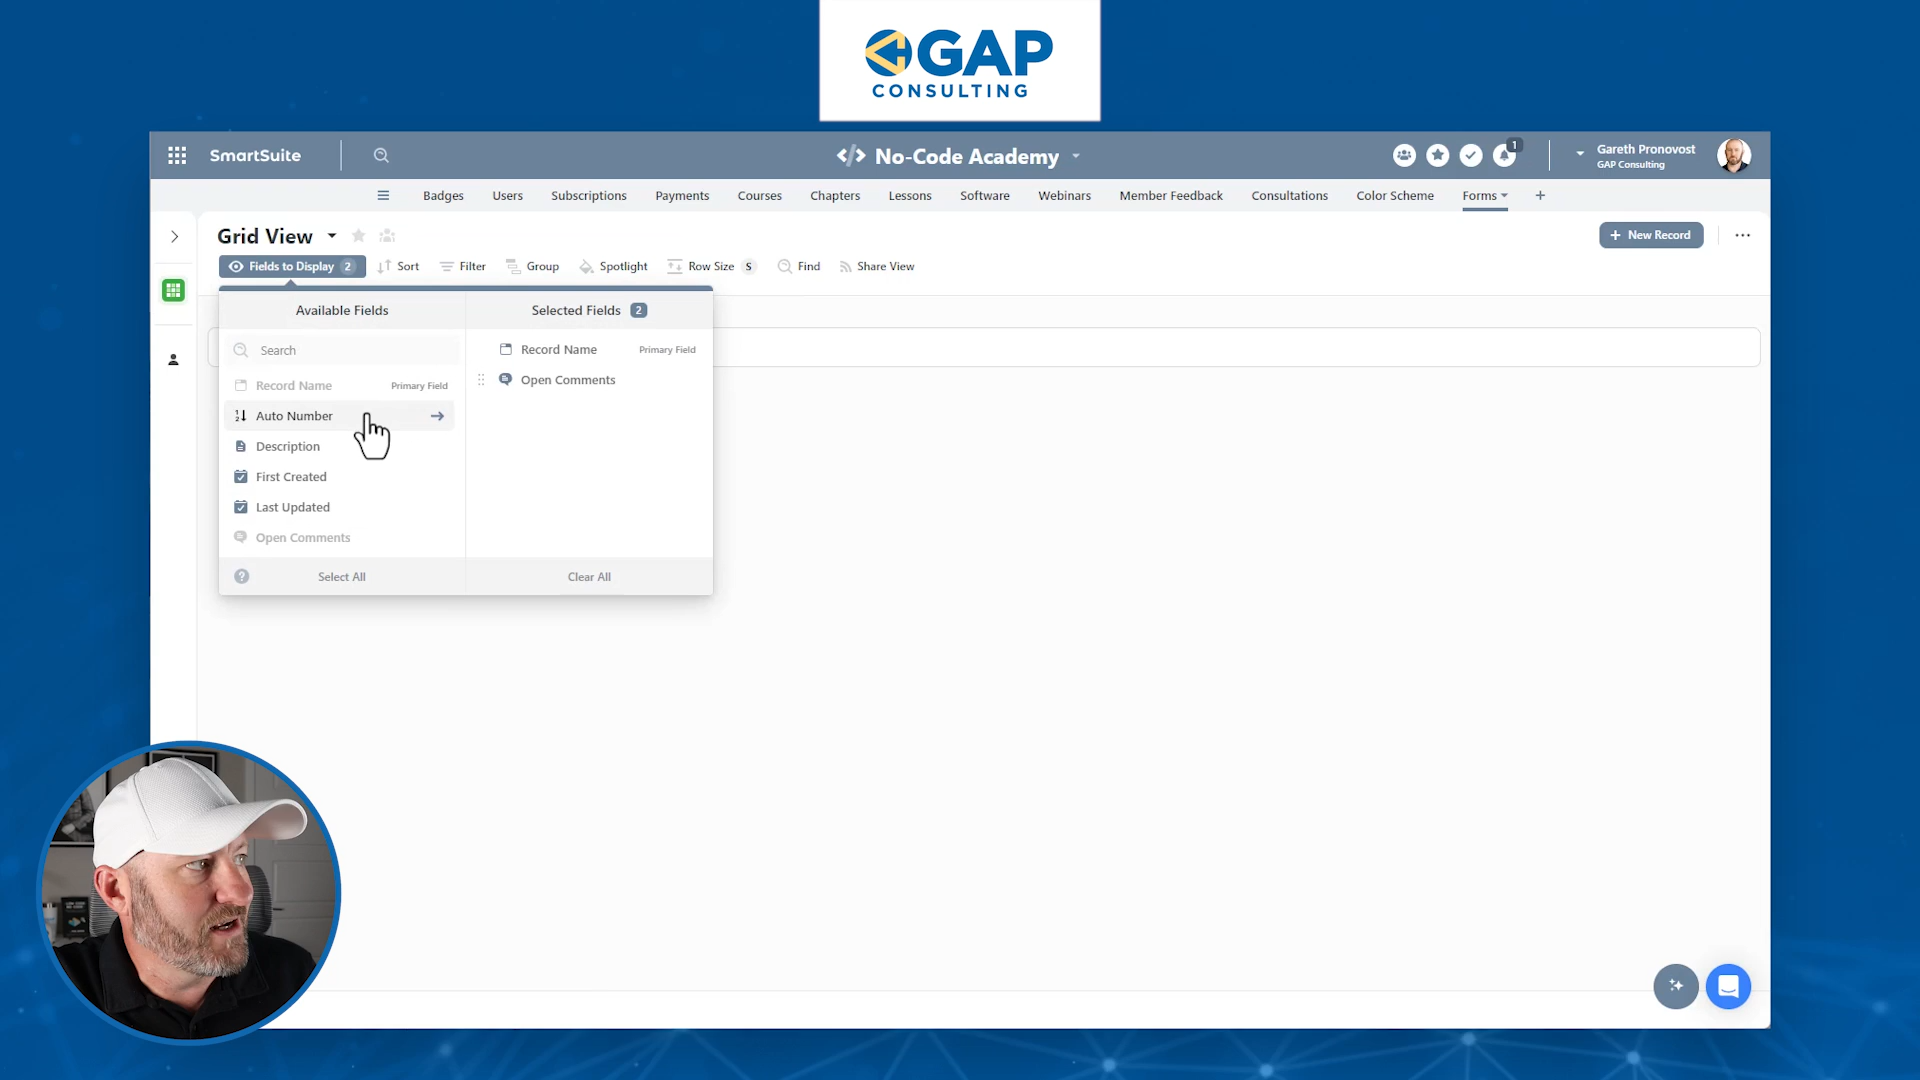 GAP
CONSULTING
SmartSuite
No-Code Academy
1
Gareth Pronovost
GAP Consulting
Badges
Users
Subscriptions
Payments
Courses
Chapters
Lessons
Software
Webinars
Member Feedback
Consultations
Color Scheme
Forms
Grid View
New Record
Fields to Display 2
Sort
Filter
Group
Spotlight
Row Size S
Find
Share View
Available Fields
Selected Fields 2
Search
Record Name Primary Field
Auto Number
Description
First Created
Last Updated
Open Comments
Record Name Primary Field
Open Comments
Select All
Clear All